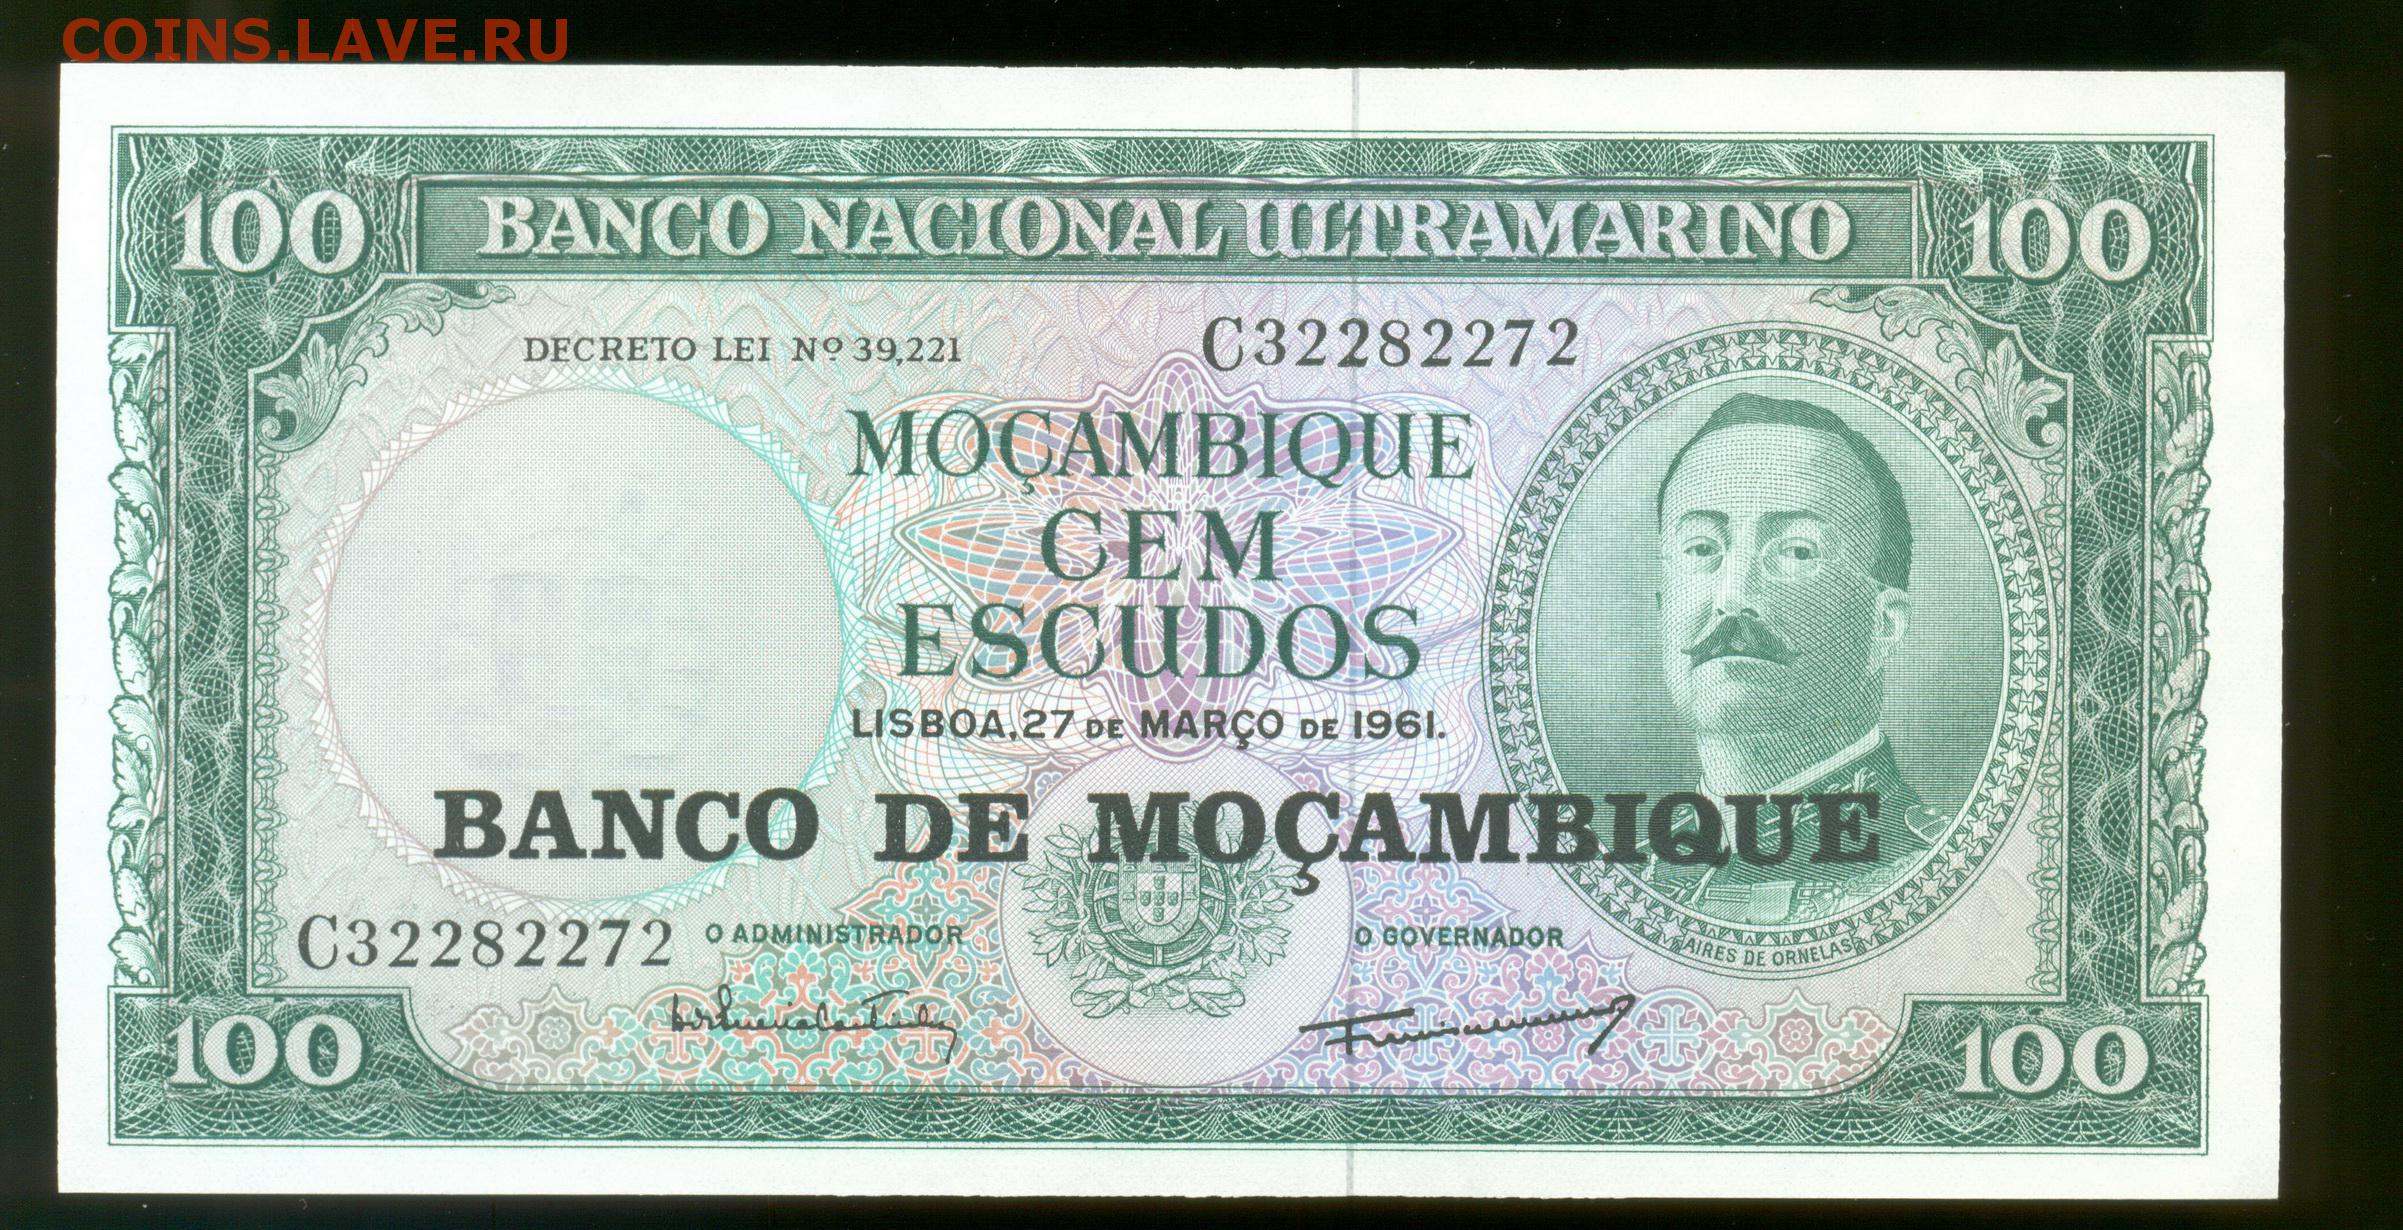 COINS.LAVE.RU
100 BANCO NACIONAL ULTRAMARINO 100
DECRETO LEI Nº 39,221 C32282272
MOÇAMBIQUE
CEM
ESCUDOS
LISBOA, 27 DE MARÇO DE 1961.
BANCO DE MOÇAMBIQUE
C32282272 O ADMINISTRADOR O GOVERNADOR
AIRES DE ORNELAS
100 100